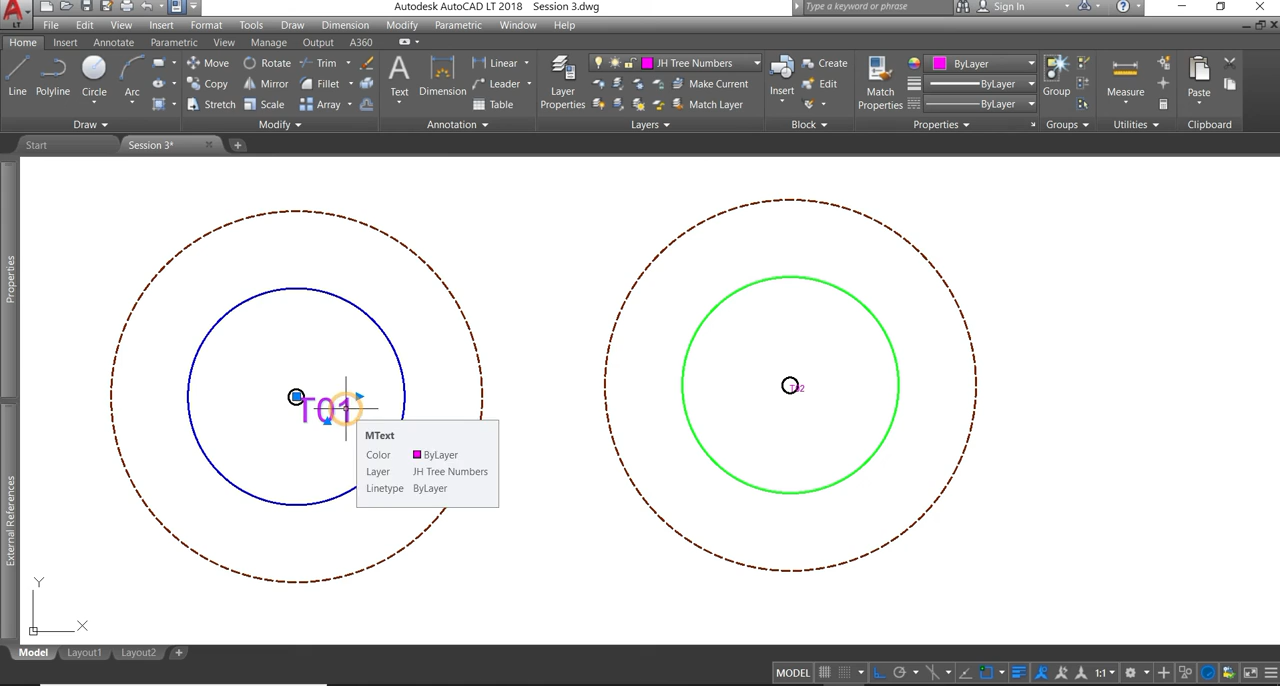 Autodesk AutoCAD LT 2018 Session 3.dwg
Type a keyword or phrase
Sign In
LT
File Edit View Insert Format Tools Draw Dimension Modify Parametric Window Help
Home Insert Annotate Parametric View Manage Output A360
Line Polyline Circle Arc
Move Rotate Trim
Copy Mirror Fillet
Stretch Scale Array
Text Dimension
Linear
Leader
Table
Layer Properties
JH Tree Numbers
Make Current
Match Layer
Insert
Create
Edit
Match Properties
ByLayer
ByLayer
ByLayer
Group
Measure
Paste
Draw Modify Annotation Layers Block Properties Groups Utilities Clipboard
Start Session 3*
Properties
External References
T01
T02
MText
Color ByLayer
Layer JH Tree Numbers
Linetype ByLayer
Y
X
Model Layout1 Layout2
MODEL 1:1